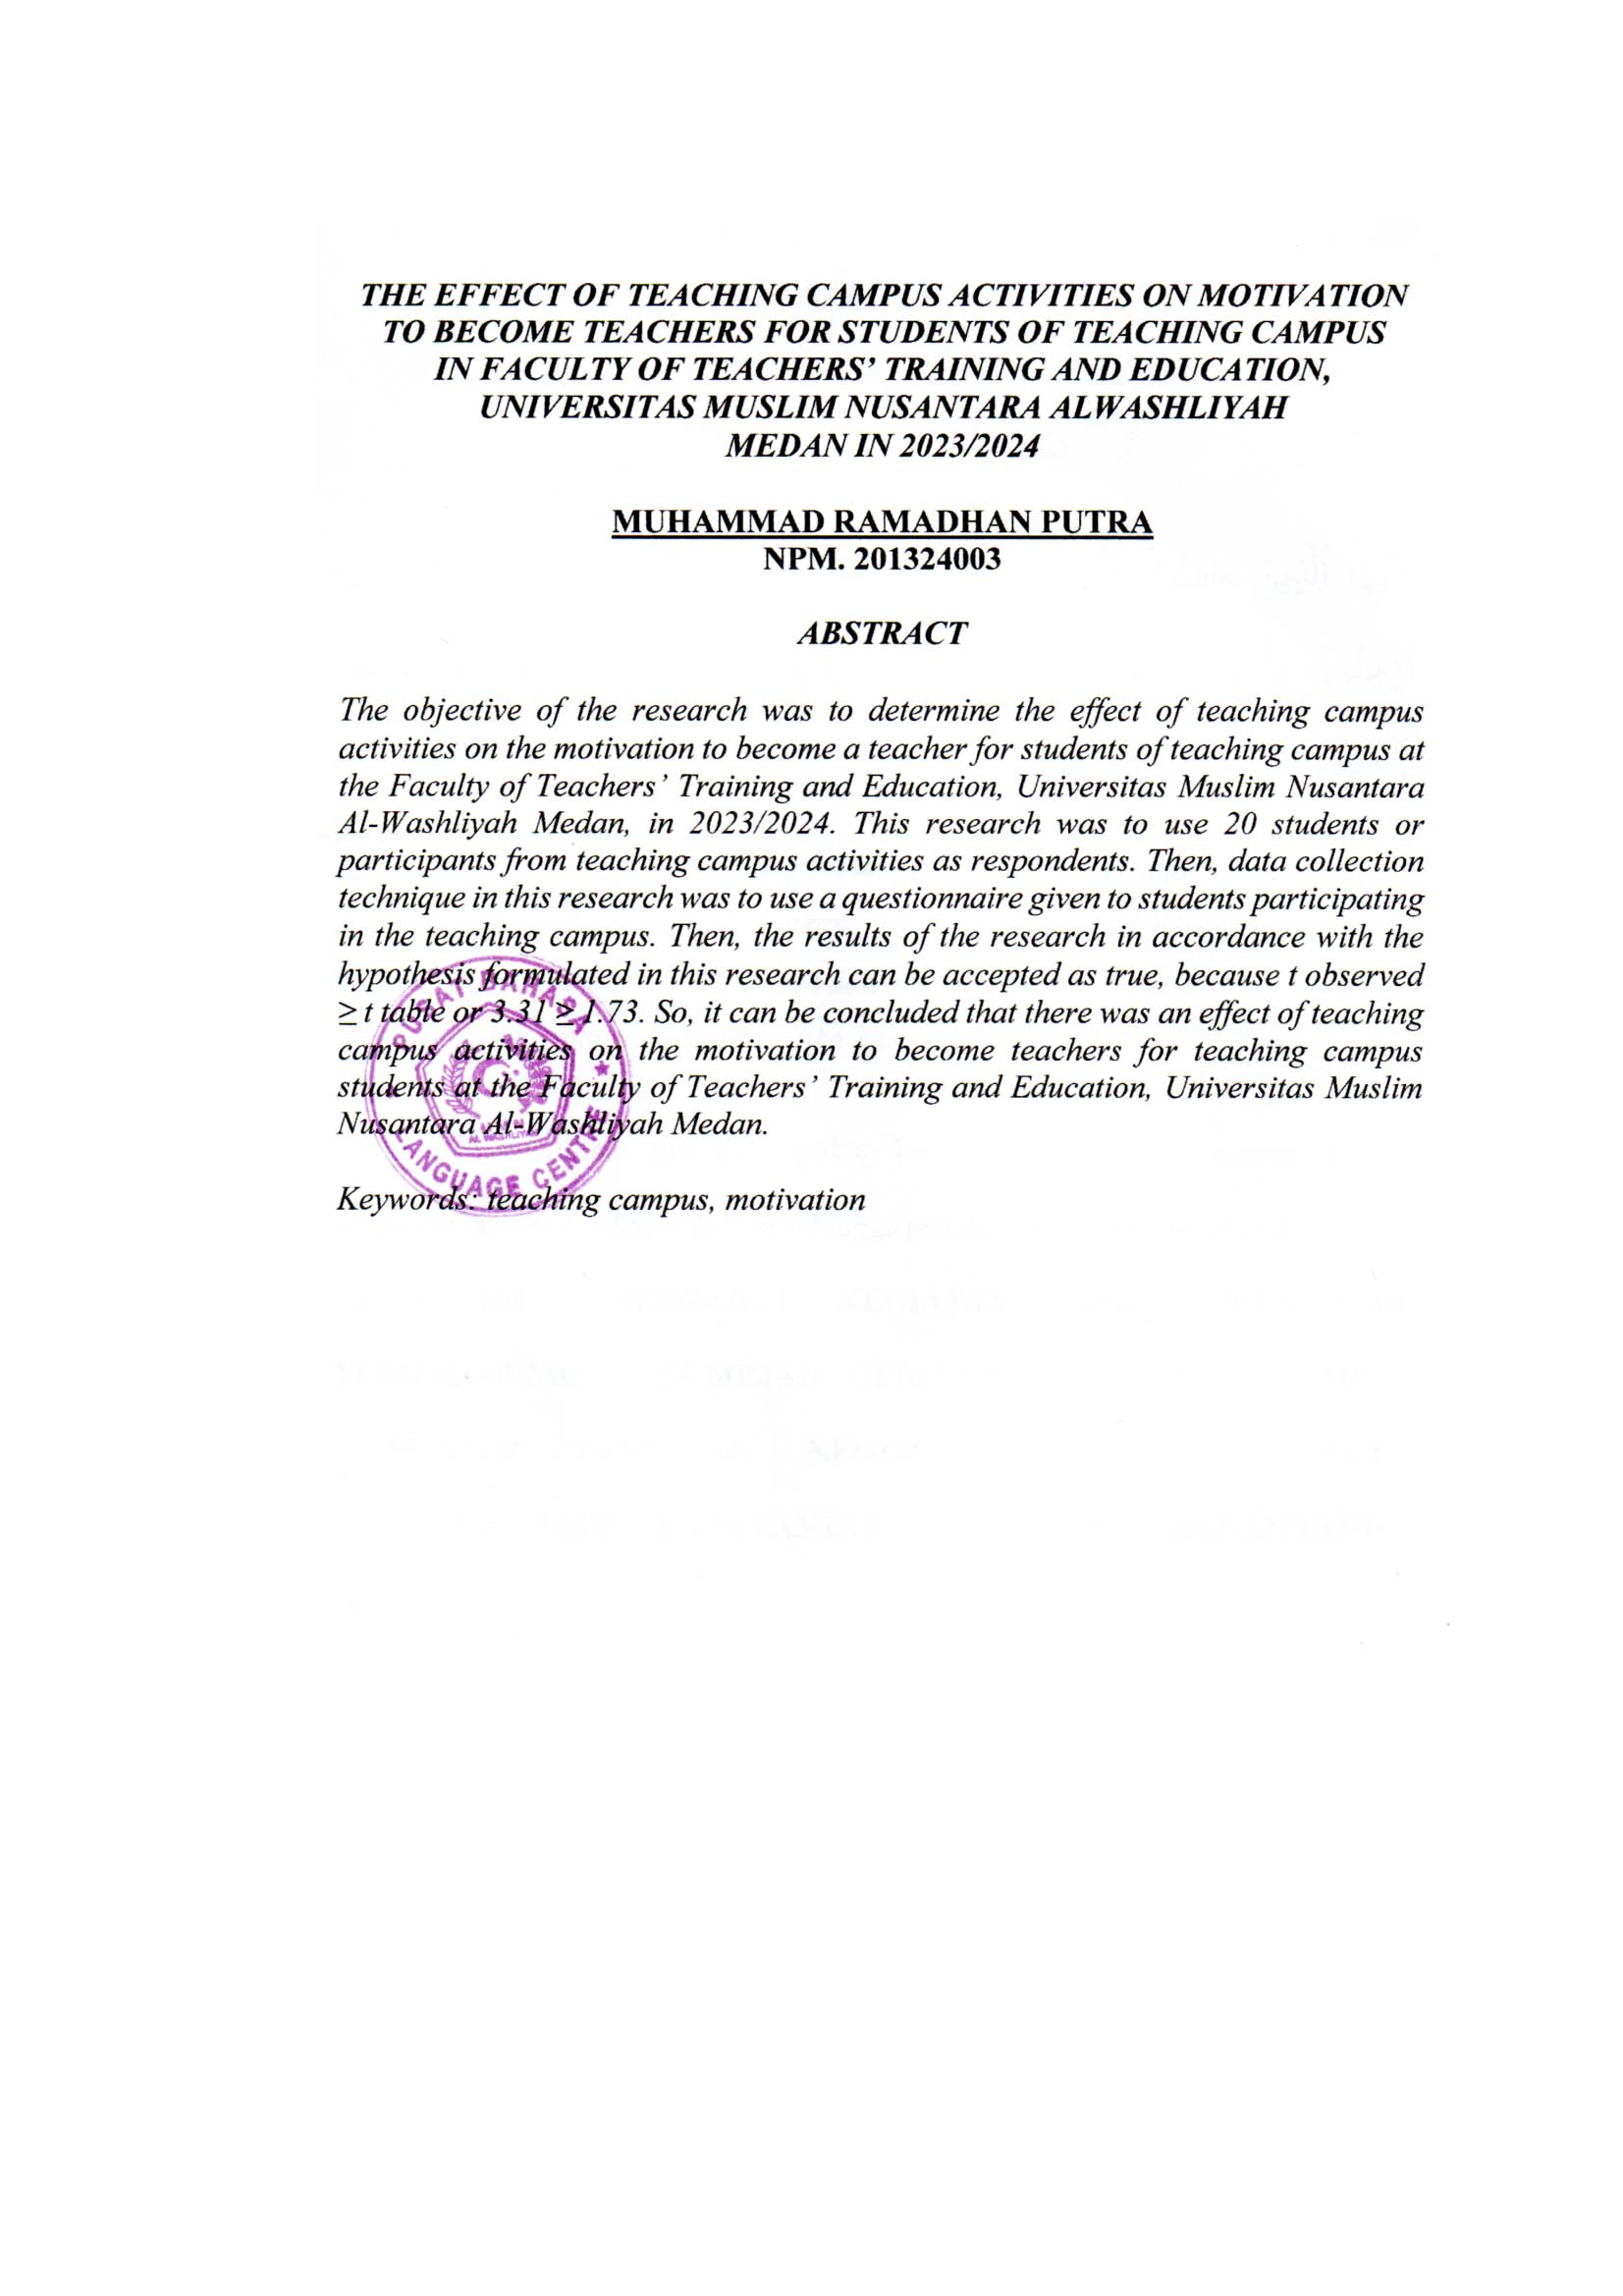 THE EFFECT OF TEACHING CAMPUS ACTIVITIES ON MOTIVATION
TO BECOME TEACHERS FOR STUDENTS OF TEACHING CAMPUS
IN FACULTY OF TEACHERS’ TRAINING AND EDUCATION,
UNIVERSITAS MUSLIM NUSANTARA ALWASHLIYAH
MEDAN IN 2023/2024
MUHAMMAD RAMADHAN PUTRA
NPM. 201324003
ABSTRACT
The objective of the research was to determine the effect of teaching campus
activities on the motivation to become a teacher for students of teaching campus at
the Faculty of Teachers’ Training and Education, Universitas Muslim Nusantara
Al-Washliyah Medan, in 2023/2024. This research was to use 20 students or
participants from teaching campus activities as respondents. Then, data collection
technique in this research was to use a questionnaire given to students participating
in the teaching campus. Then, the results of the research in accordance with the
hypothesis formulated in this research can be accepted as true, because t observed
≥ t table or 3.31 ≥ 1.73. So, it can be concluded that there was an effect of teaching
campus activities on the motivation to become teachers for teaching campus
students at the Faculty of Teachers’ Training and Education, Universitas Muslim
Nusantara Al-Washliyah Medan.
Keywords: teaching campus, motivation
PUSAT BAHASA
AL WASHLIYAH
LANGUAGE CENTRE